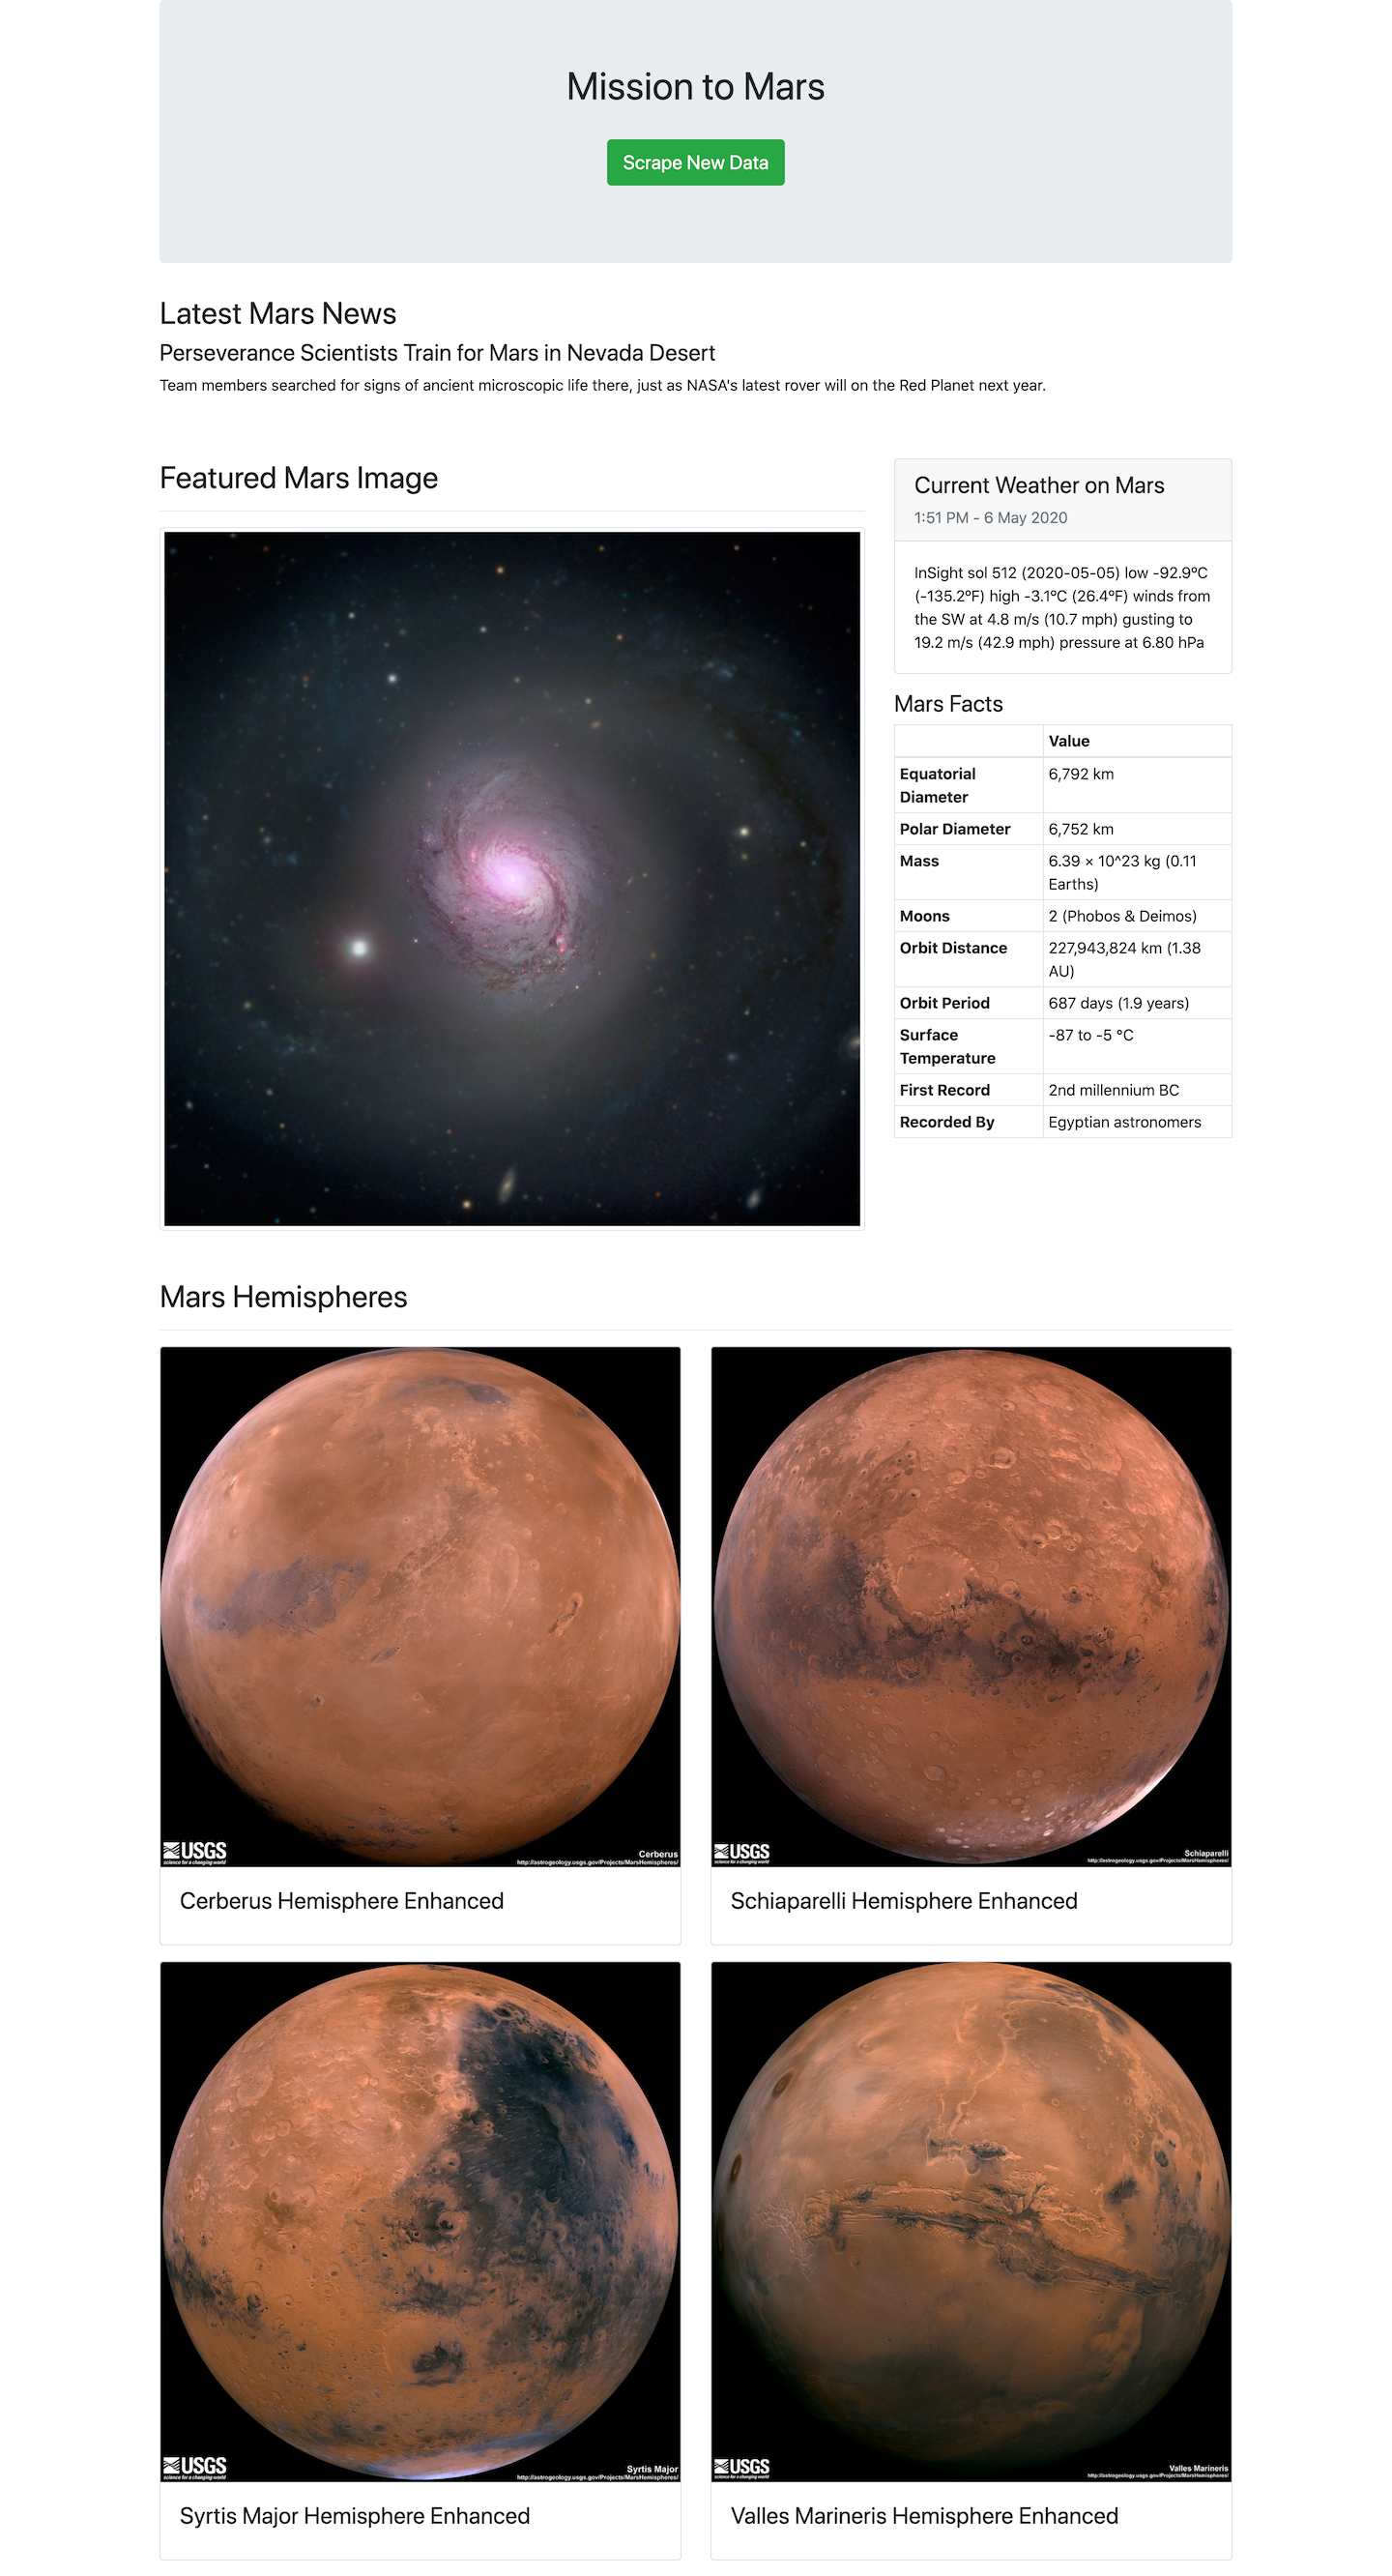 Mission to Mars
Scrape New Data
Latest Mars News
Perseverance Scientists Train for Mars in Nevada Desert
Team members searched for signs of ancient microscopic life there, just as NASA's latest rover will on the Red Planet next year.
Featured Mars Image
Current Weather on Mars
1:51 PM - 6 May 2020
InSight sol 512 (2020-05-05) low -92.9ºC
(-135.2ºF) high -3.1ºC (26.4ºF) winds from
the SW at 4.8 m/s (10.7 mph) gusting to
19.2 m/s (42.9 mph) pressure at 6.80 hPa
Mars Facts
Value
Equatorial Diameter 6,792 km
Polar Diameter 6,752 km
Mass 6.39 × 10^23 kg (0.11 Earths)
Moons 2 (Phobos & Deimos)
Orbit Distance 227,943,824 km (1.38 AU)
Orbit Period 687 days (1.9 years)
Surface Temperature -87 to -5 °C
First Record 2nd millennium BC
Recorded By Egyptian astronomers
Mars Hemispheres
USGS
science for a changing world
Cerberus
http://astrogeology.usgs.gov/Projects/MarsHemispheres/
Cerberus Hemisphere Enhanced
USGS
science for a changing world
Schiaparelli
http://astrogeology.usgs.gov/Projects/MarsHemispheres/
Schiaparelli Hemisphere Enhanced
USGS
science for a changing world
Syrtis Major
http://astrogeology.usgs.gov/Projects/MarsHemispheres/
Syrtis Major Hemisphere Enhanced
USGS
science for a changing world
Valles Marineris
http://astrogeology.usgs.gov/Projects/MarsHemispheres/
Valles Marineris Hemisphere Enhanced